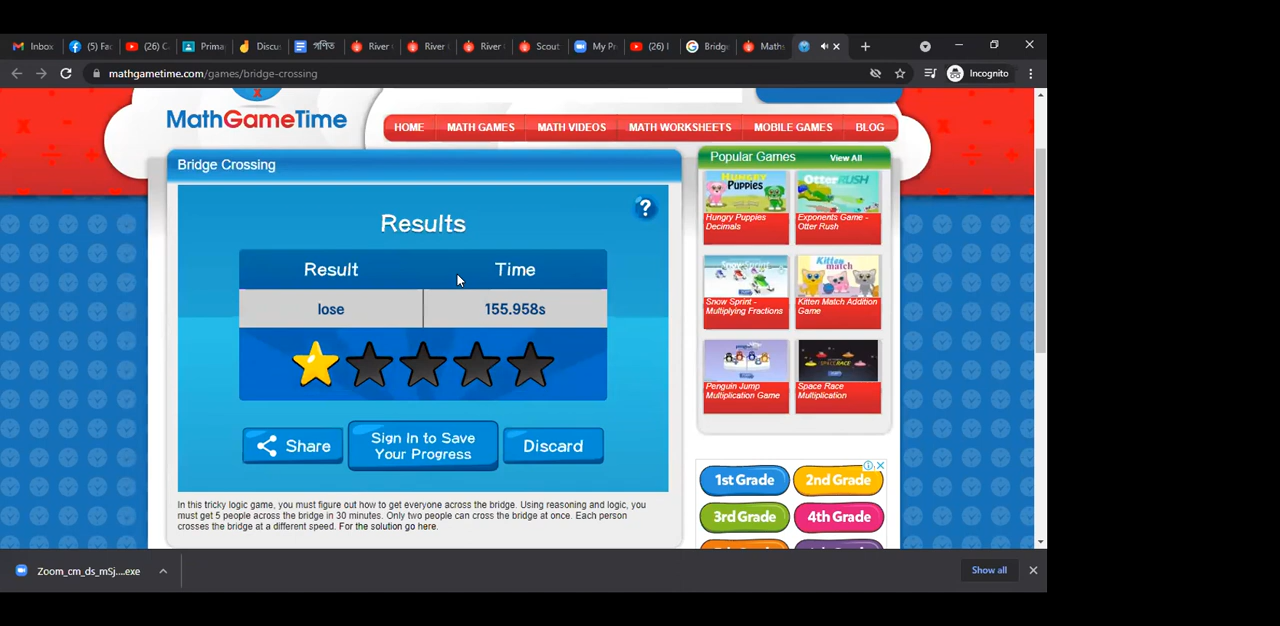 Inbox
(5) Fac
(26) C
Prima
Discu
গণিত
River
River
River
Scout
My Pr
(26) I
Bridg
Maths
mathgametime.com/games/bridge-crossing
Incognito
MathGameTime
HOME
MATH GAMES
MATH VIDEOS
MATH WORKSHEETS
MOBILE GAMES
BLOG
Bridge Crossing
Results
?
Result Time
lose 155.958s
Share
Sign In to Save
Your Progress
Discard
In this tricky logic game, you must figure out how to get everyone across the bridge. Using reasoning and logic, you
must get 5 people across the bridge in 30 minutes. Only two people can cross the bridge at once. Each person
crosses the bridge at a different speed. For the solution go here.
Popular Games View All
Hungry Puppies
Hungry Puppies
Decimals
Otter RUSH
Exponents Game -
Otter Rush
Snow Sprint
Snow Sprint -
Multiplying Fractions
Kitten match
Kitten Match Addition
Game
Penguin Jump
Multiplication Game
SPACE RACE
Space Race
Multiplication
1st Grade
2nd Grade
3rd Grade
4th Grade
Zoom_cm_ds_mSj....exe
Show all